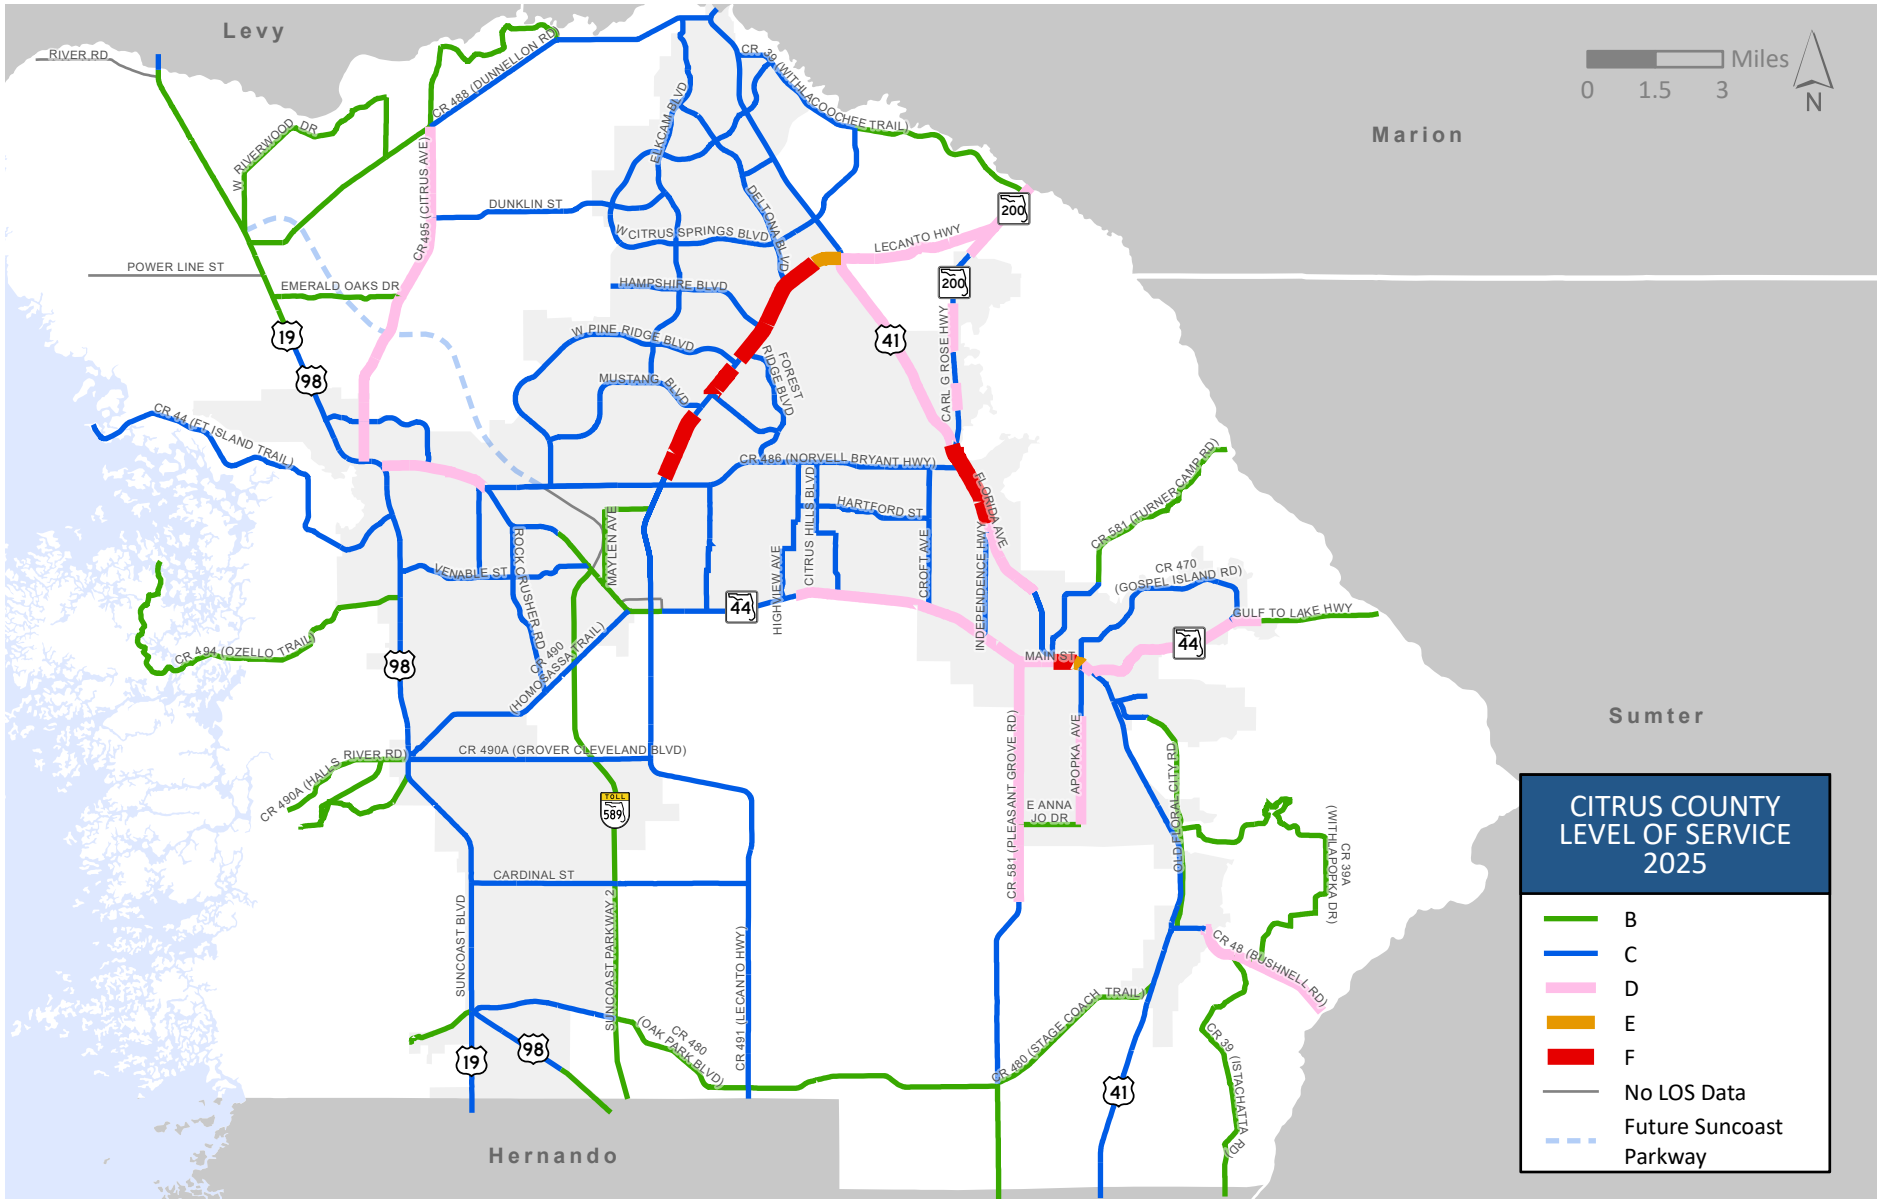 Levy
RIVER RD
CR 488 (DUNNELLON RD)
W RIVERWOOD DR
CR 495 (CITRUS AVE)
ELKCAM BLVD
CR 39 (WITHLACOOCHEE TRAIL)
Marion
Miles
0 1.5 3
N
DUNKLIN ST
W CITRUS SPRINGS BLVD
DELTONA BLVD
LECANTO HWY
200
200
POWER LINE ST
EMERALD OAKS DR
HAMPSHIRE BLVD
19
98
W PINE RIDGE BLVD
MUSTANG BLVD
FOREST
RIDGE BLVD
41
CARL G ROSE HWY
CR 44 (FT ISLAND TRAIL)
CR 486 (NORVELL BRYANT HWY)
FLORIDA AVE
CR 581 (TURNER CAMP RD)
MAYLEN AVE
CITRUS HILLS BLVD
HARTFORD ST
CROFT AVE
INDEPENDENCE HWY
HIGHVIEW AVE
VENABLE ST
ROCK CRUSHER RD
CR 470
(GOSPEL ISLAND RD)
GULF TO LAKE HWY
44
44
MAIN ST
CR 494 (OZELLO TRAIL)
98
CR 490
(HOMOSASSA TRAIL)
CR 490A (HALLS RIVER RD)
CR 490A (GROVER CLEVELAND BLVD)
TOLL
589
CR 581 (PLEASANT GROVE RD)
APOPKA AVE
E ANNA
JO DR
OLD FLORAL CITY RD
Sumter
CR 39A
(WITHLAPOPKA DR)
CARDINAL ST
SUNCOAST BLVD
SUNCOAST PARKWAY 2
CR 491 (LECANTO HWY)
CR 48 (BUSHNELL RD)
CR 480
(OAK PARK BLVD)
CR 480 (STAGE COACH TRAIL)
CR 39 (ISTACHATTA RD)
19
98
41
Hernando
CITRUS COUNTY
LEVEL OF SERVICE
2025
B
C
D
E
F
No LOS Data
Future Suncoast
Parkway